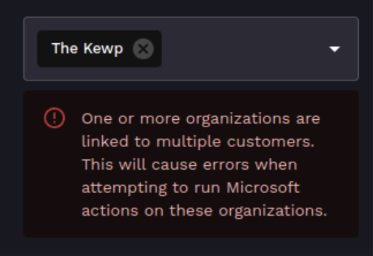 The Kewp
One or more organizations are
linked to multiple customers.
This will cause errors when
attempting to run Microsoft
actions on these organizations.